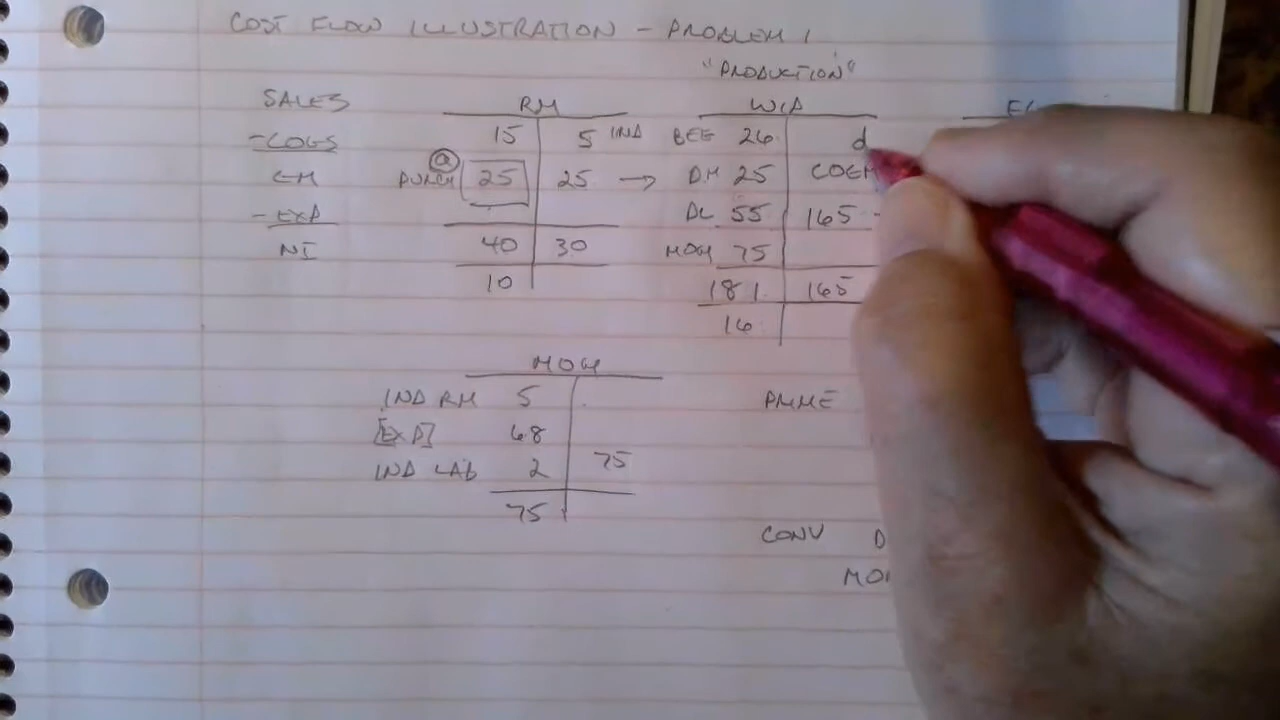 COST FLOW ILLUSTRATION - PROBLEM 1
"PRODUCTION"
SALES RM WIP
- COGS 15 5 IND BEG 26 d
GM a PURCH 25 25 → DM 25 COGM
- EXP DL 55 165 -
NI 40 30 MOH 75
10 181 165
16
MOH
IND RM 5 PRIME
[EXP] 68
IND LAB 2 75
75
CONV D
MOH